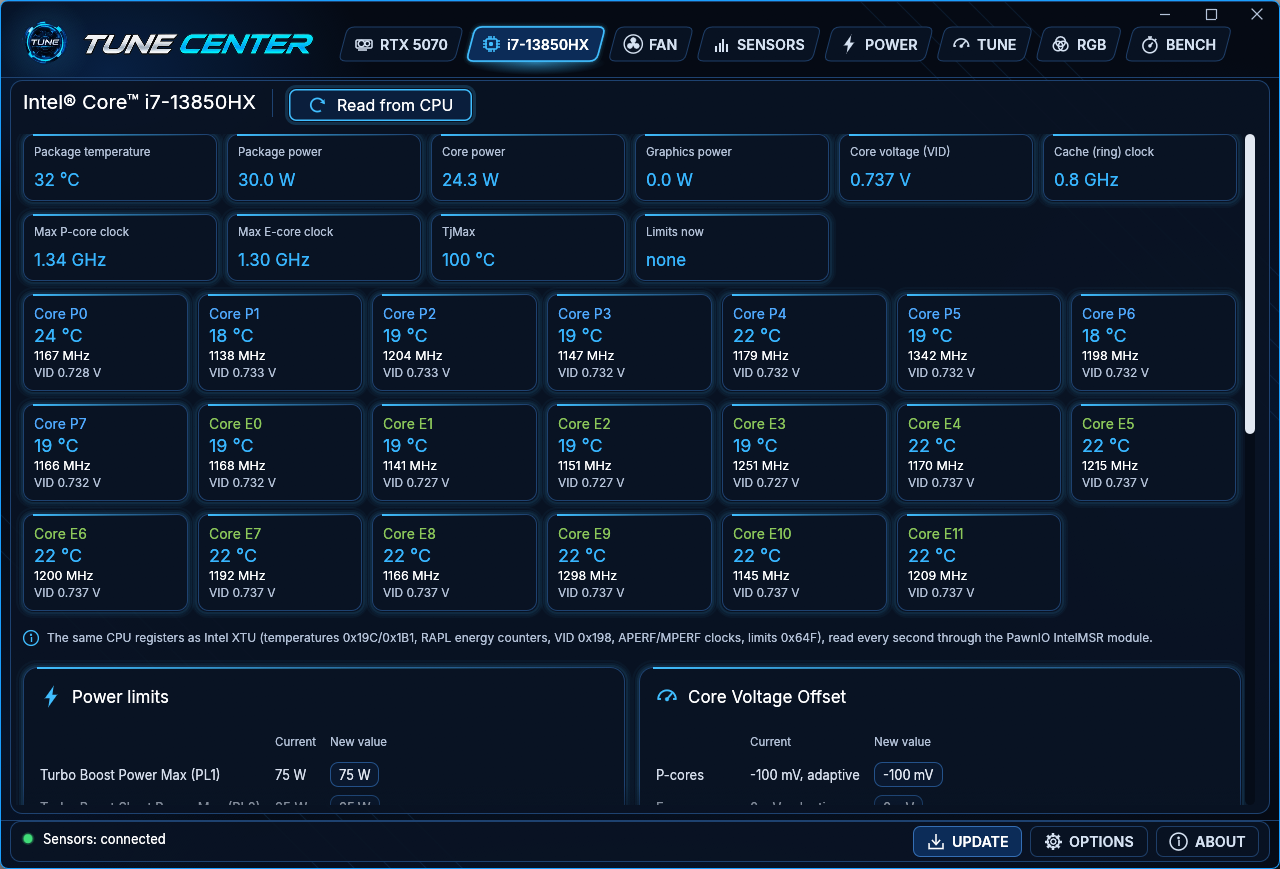 TUNE
TUNE CENTER
RTX 5070
i7-13850HX
FAN
SENSORS
POWER
TUNE
RGB
BENCH
Intel® Core™ i7-13850HX
Read from CPU
Package temperature
32 °C
Package power
30.0 W
Core power
24.3 W
Graphics power
0.0 W
Core voltage (VID)
0.737 V
Cache (ring) clock
0.8 GHz
Max P-core clock
1.34 GHz
Max E-core clock
1.30 GHz
TjMax
100 °C
Limits now
none
Core P0
24 °C
1167 MHz
VID 0.728 V
Core P1
18 °C
1138 MHz
VID 0.733 V
Core P2
19 °C
1204 MHz
VID 0.733 V
Core P3
19 °C
1147 MHz
VID 0.732 V
Core P4
22 °C
1179 MHz
VID 0.732 V
Core P5
19 °C
1342 MHz
VID 0.732 V
Core P6
18 °C
1198 MHz
VID 0.732 V
Core P7
19 °C
1166 MHz
VID 0.732 V
Core E0
19 °C
1168 MHz
VID 0.732 V
Core E1
19 °C
1141 MHz
VID 0.727 V
Core E2
19 °C
1151 MHz
VID 0.727 V
Core E3
19 °C
1251 MHz
VID 0.727 V
Core E4
22 °C
1170 MHz
VID 0.737 V
Core E5
22 °C
1215 MHz
VID 0.737 V
Core E6
22 °C
1200 MHz
VID 0.737 V
Core E7
22 °C
1192 MHz
VID 0.737 V
Core E8
22 °C
1166 MHz
VID 0.737 V
Core E9
22 °C
1298 MHz
VID 0.737 V
Core E10
22 °C
1145 MHz
VID 0.737 V
Core E11
22 °C
1209 MHz
VID 0.737 V
The same CPU registers as Intel XTU (temperatures 0x19C/0x1B1, RAPL energy counters, VID 0x198, APERF/MPERF clocks, limits 0x64F), read every second through the PawnIO IntelMSR module.
Power limits
Current New value
Turbo Boost Power Max (PL1) 75 W 75 W
Core Voltage Offset
Current New value
P-cores -100 mV, adaptive -100 mV
Sensors: connected
UPDATE
OPTIONS
ABOUT